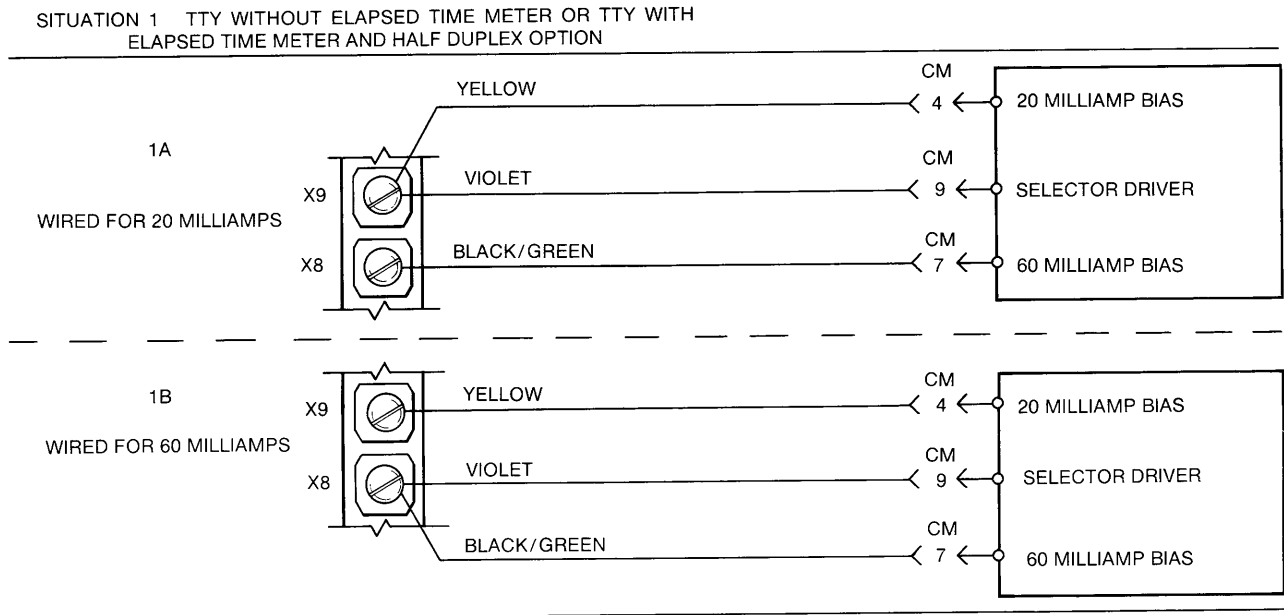 SITUATION 1 TTY WITHOUT ELAPSED TIME METER OR TTY WITH
ELAPSED TIME METER AND HALF DUPLEX OPTION
1A
WIRED FOR 20 MILLIAMPS
X9
X8
YELLOW
VIOLET
BLACK/GREEN
CM
4
20 MILLIAMP BIAS
CM
9
SELECTOR DRIVER
CM
7
60 MILLIAMP BIAS
1B
WIRED FOR 60 MILLIAMPS
X9
X8
YELLOW
VIOLET
BLACK/GREEN
CM
4
20 MILLIAMP BIAS
CM
9
SELECTOR DRIVER
CM
7
60 MILLIAMP BIAS